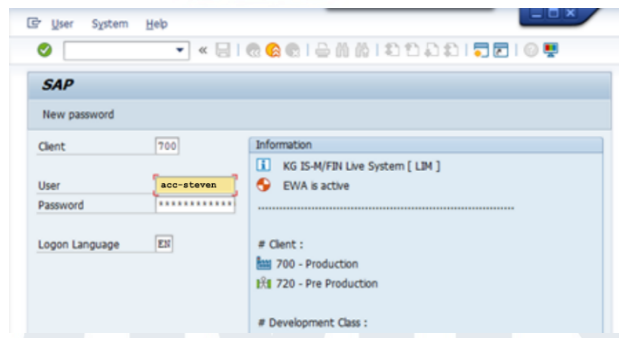 User System Help
SAP
New password
Client 700
User acc-steven
Password ************
Logon Language EN
Information
KG IS-M/FIN Live System [ LIM ]
EWA is active
# Client :
700 - Production
720 - Pre Production
# Development Class :